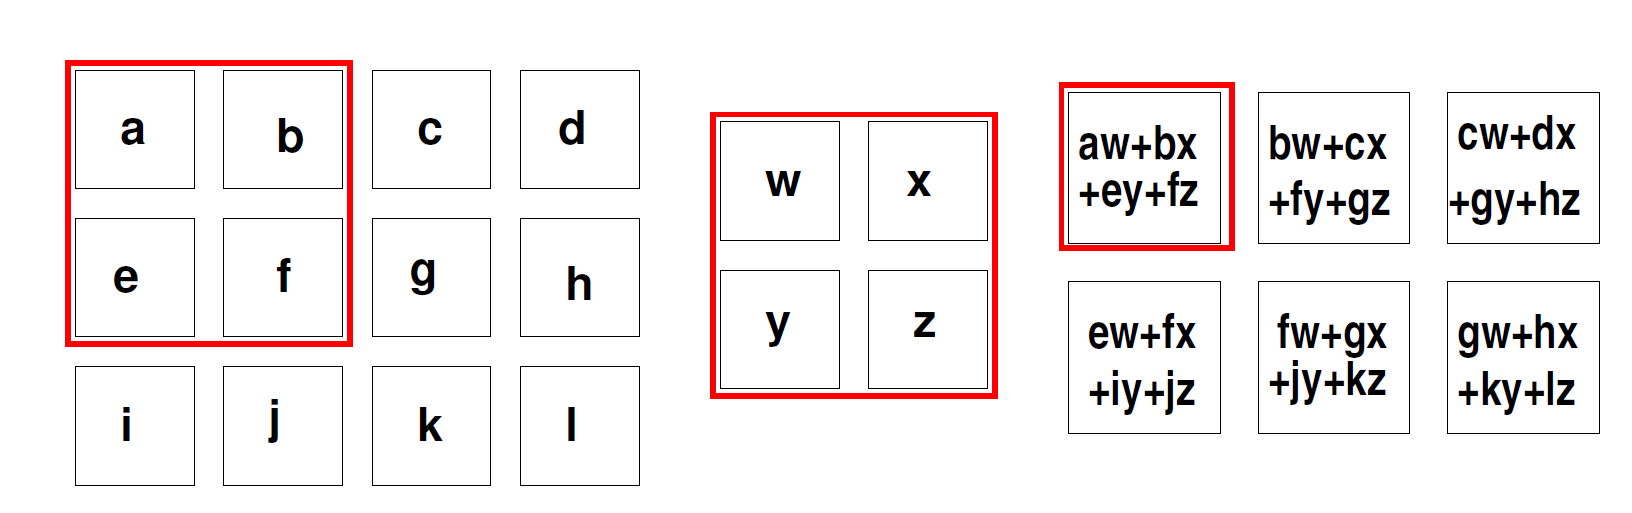 a b c d
e f g h
i j k l
w x
y z
aw+bx
+ey+fz
bw+cx
+fy+gz
cw+dx
+gy+hz
ew+fx
+iy+jz
fw+gx
+jy+kz
gw+hx
+ky+lz